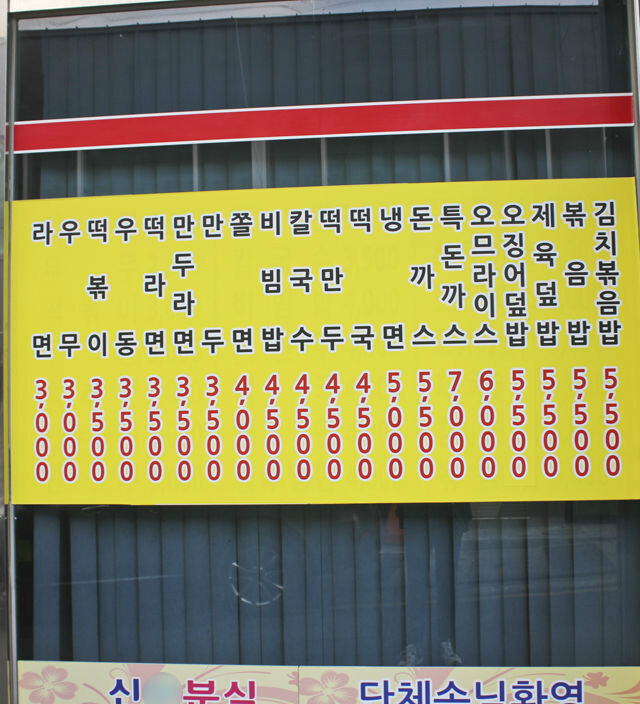 라면 3,000
우무 3,000
떡볶이 3,500
우동 3,500
떡라면 3,500
만두라면 3,500
만두 3,500
쫄면 4,000
비빔밥 4,500
칼국수 4,500
떡만두 4,500
떡국 4,500
냉면 5,000
돈까스 5,500
특돈까스 7,000
오므라이스 6,000
오징어덮밥 5,500
제육덮밥 5,500
볶음밥 5,500
김치볶음밥 5,500
신 분식
단체손님환영